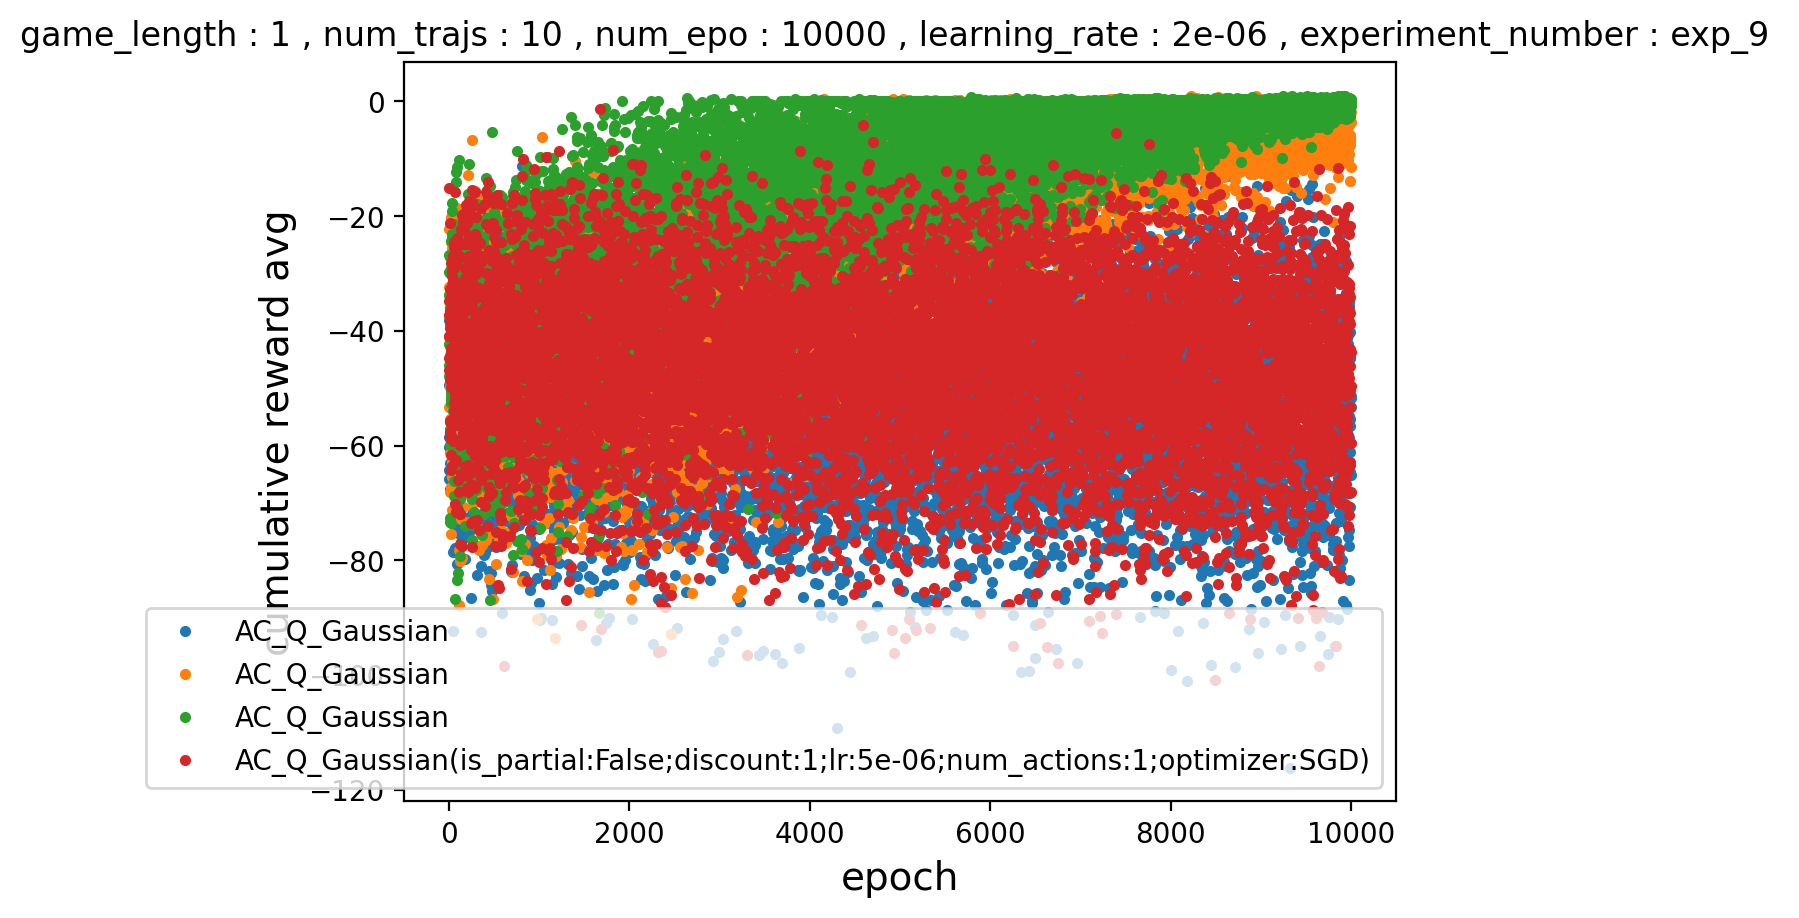 game_length : 1 , num_trajs : 10 , num_epo : 10000 , learning_rate : 2e-06 , experiment_number : exp_9
cumulative reward avg
0
−20
−40
−60
−80
−100
−120
AC_Q_Gaussian
AC_Q_Gaussian
AC_Q_Gaussian
AC_Q_Gaussian(is_partial:False;discount:1;lr:5e-06;num_actions:1;optimizer:SGD)
0 2000 4000 6000 8000 10000
epoch